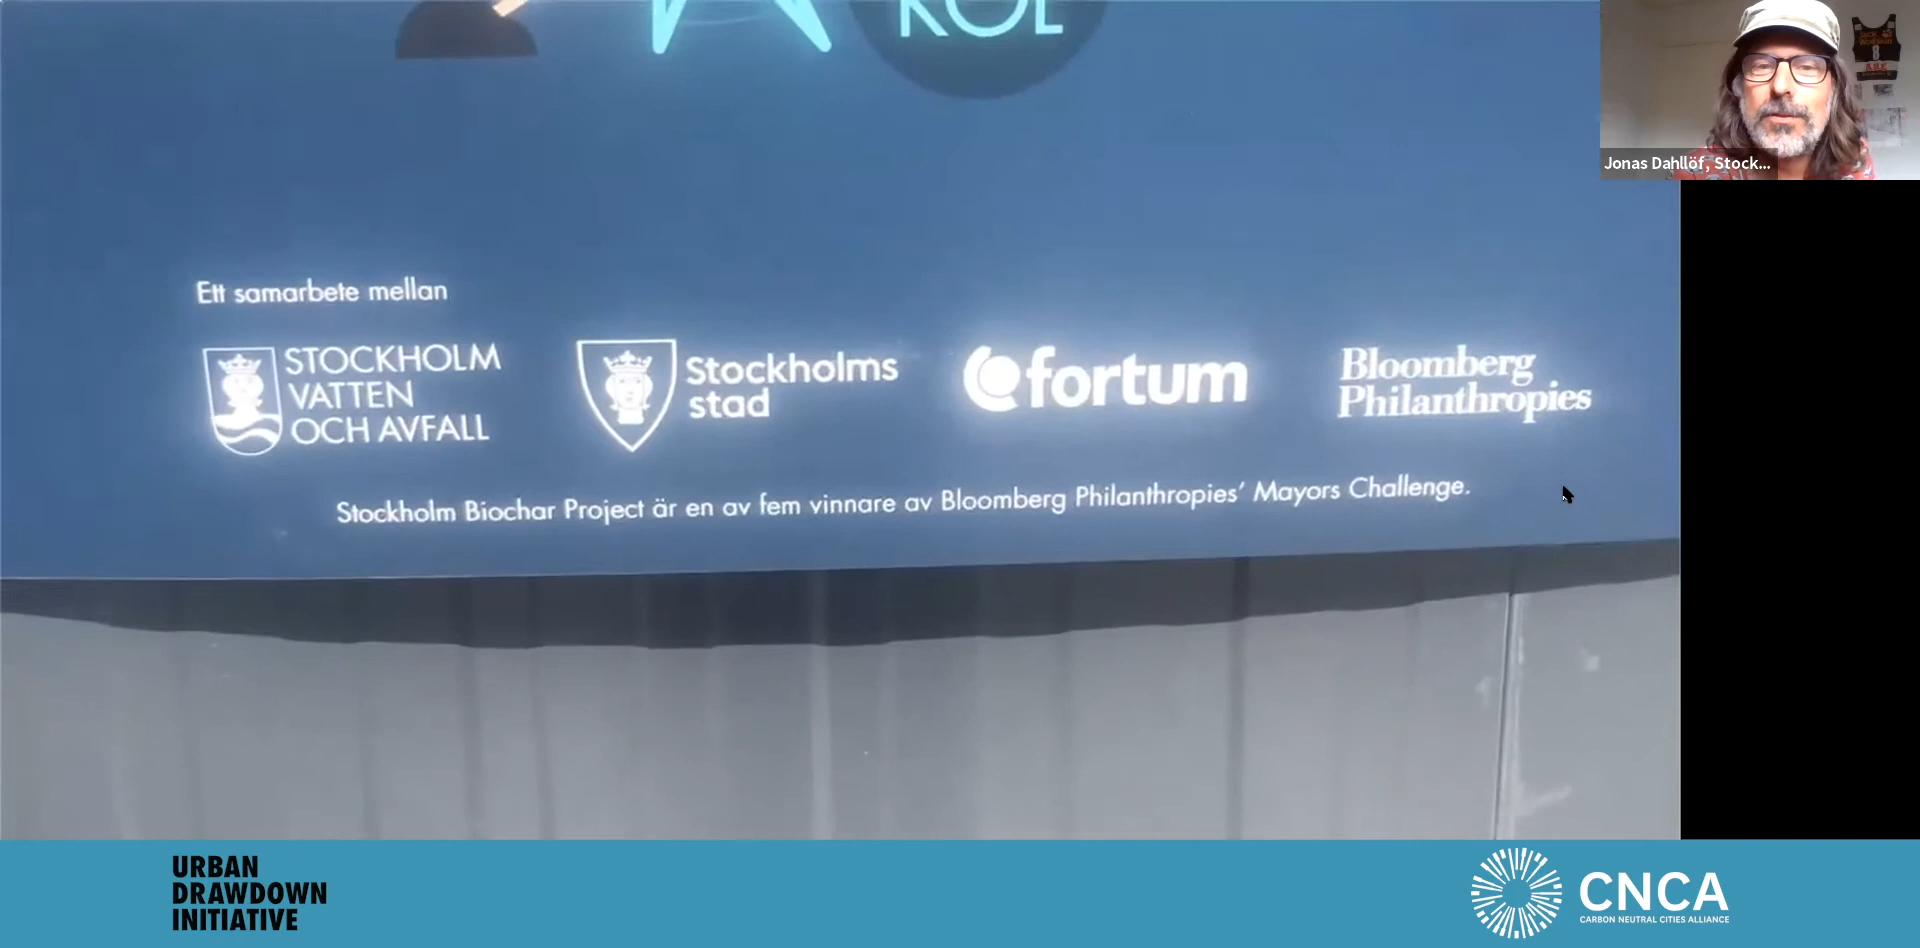 KOL
Jonas Dahllöf, Stock...
Ett samarbete mellan
STOCKHOLM
VATTEN
OCH AVFALL
Stockholms
stad
fortum
Bloomberg
Philanthropies
Stockholm Biochar Project är en av fem vinnare av Bloomberg Philanthropies’ Mayors Challenge.
URBAN
DRAWDOWN
INITIATIVE
CNCA
CARBON NEUTRAL CITIES ALLIANCE